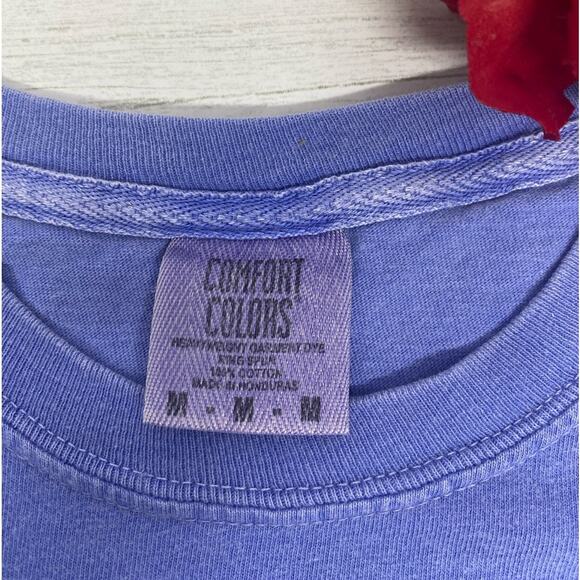 COMFORT
COLORS
HEAVYWEIGHT GARMENT DYE
RING SPUN
100% COTTON
MADE IN HONDURAS
M - M - M